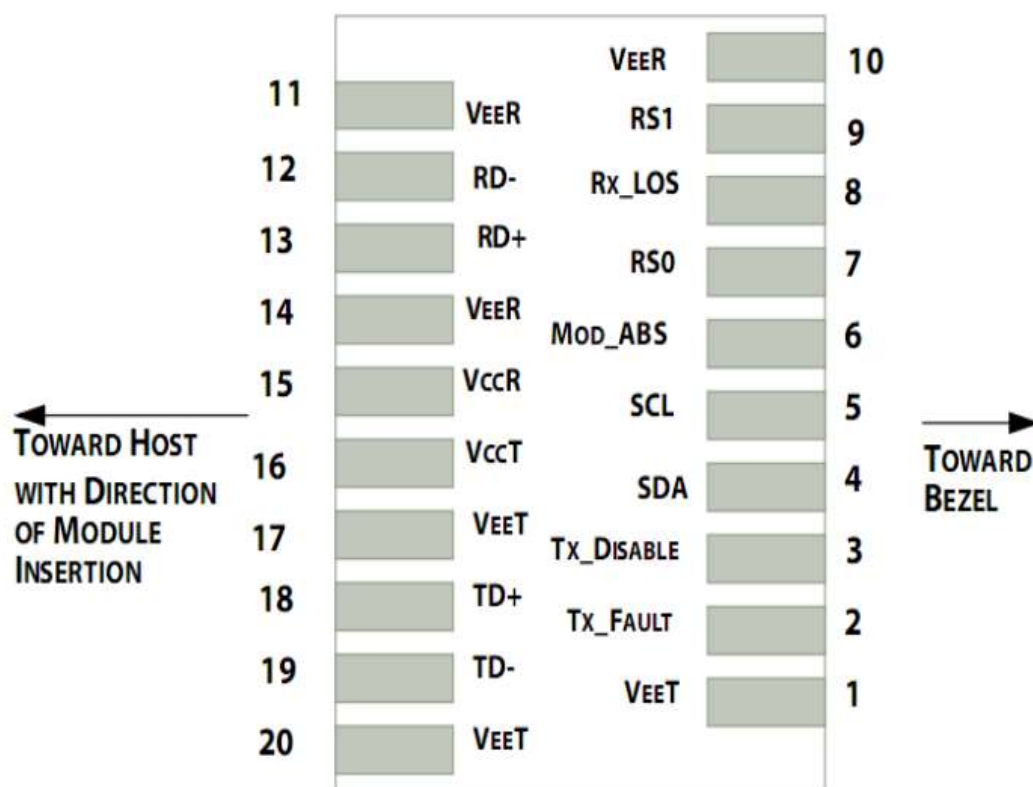 VEER 10
11 VEER
RS1 9
12 RD-
RX_LOS 8
13 RD+
RS0 7
14 VEER
MOD_ABS 6
15 VCCR
SCL 5
TOWARD HOST
WITH DIRECTION
OF MODULE
INSERTION
16 VCCT
SDA 4
TOWARD
BEZEL
17 VEET
TX_DISABLE 3
18 TD+
TX_FAULT 2
19 TD-
VEET 1
20 VEET